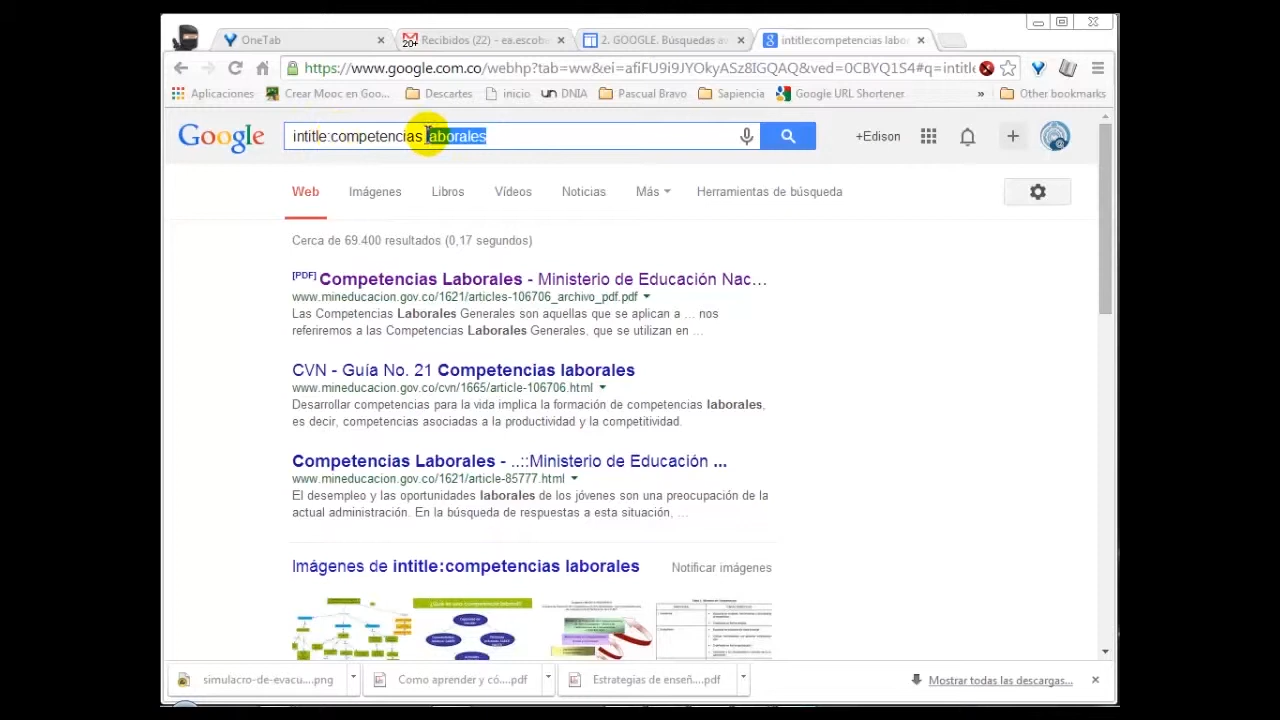 OneTab
20+
Recibidos (22) - ea.escob
2. GOOGLE. Búsquedas av
intitle:competencias labor
https://www.google.com.co/webhp?tab=ww&ei=afiFU9i9JYOkyASz8IGQAQ&ved=0CBYQ1S4#q=intitle
Aplicaciones
Crear Mooc en Goo...
Descartes
inicio
un DNIA
Pascual Bravo
Sapiencia
Google URL Shortener
»
Other bookmarks
Google
intitle:competencias laborales
+Edison
Web
Imágenes
Libros
Vídeos
Noticias
Más
Herramientas de búsqueda
Cerca de 69.400 resultados (0,17 segundos)
[PDF] Competencias Laborales - Ministerio de Educación Nac...
www.mineducacion.gov.co/1621/articles-106706_archivo_pdf.pdf
Las Competencias Laborales Generales son aquellas que se aplican a ... nos
referiremos a las Competencias Laborales Generales, que se utilizan en ...
CVN - Guía No. 21 Competencias laborales
www.mineducacion.gov.co/cvn/1665/article-106706.html
Desarrollar competencias para la vida implica la formación de competencias laborales,
es decir, competencias asociadas a la productividad y la competitividad.
Competencias Laborales - ..::Ministerio de Educación ...
www.mineducacion.gov.co/1621/article-85777.html
El desempleo y las oportunidades laborales de los jóvenes son una preocupación de la
actual administración. En la búsqueda de respuestas a esta situación, ...
Imágenes de intitle:competencias laborales
Notificar imágenes
simulacro-de-evacu....png
Como aprender y có....pdf
Estrategias de enseñ....pdf
Mostrar todas las descargas...